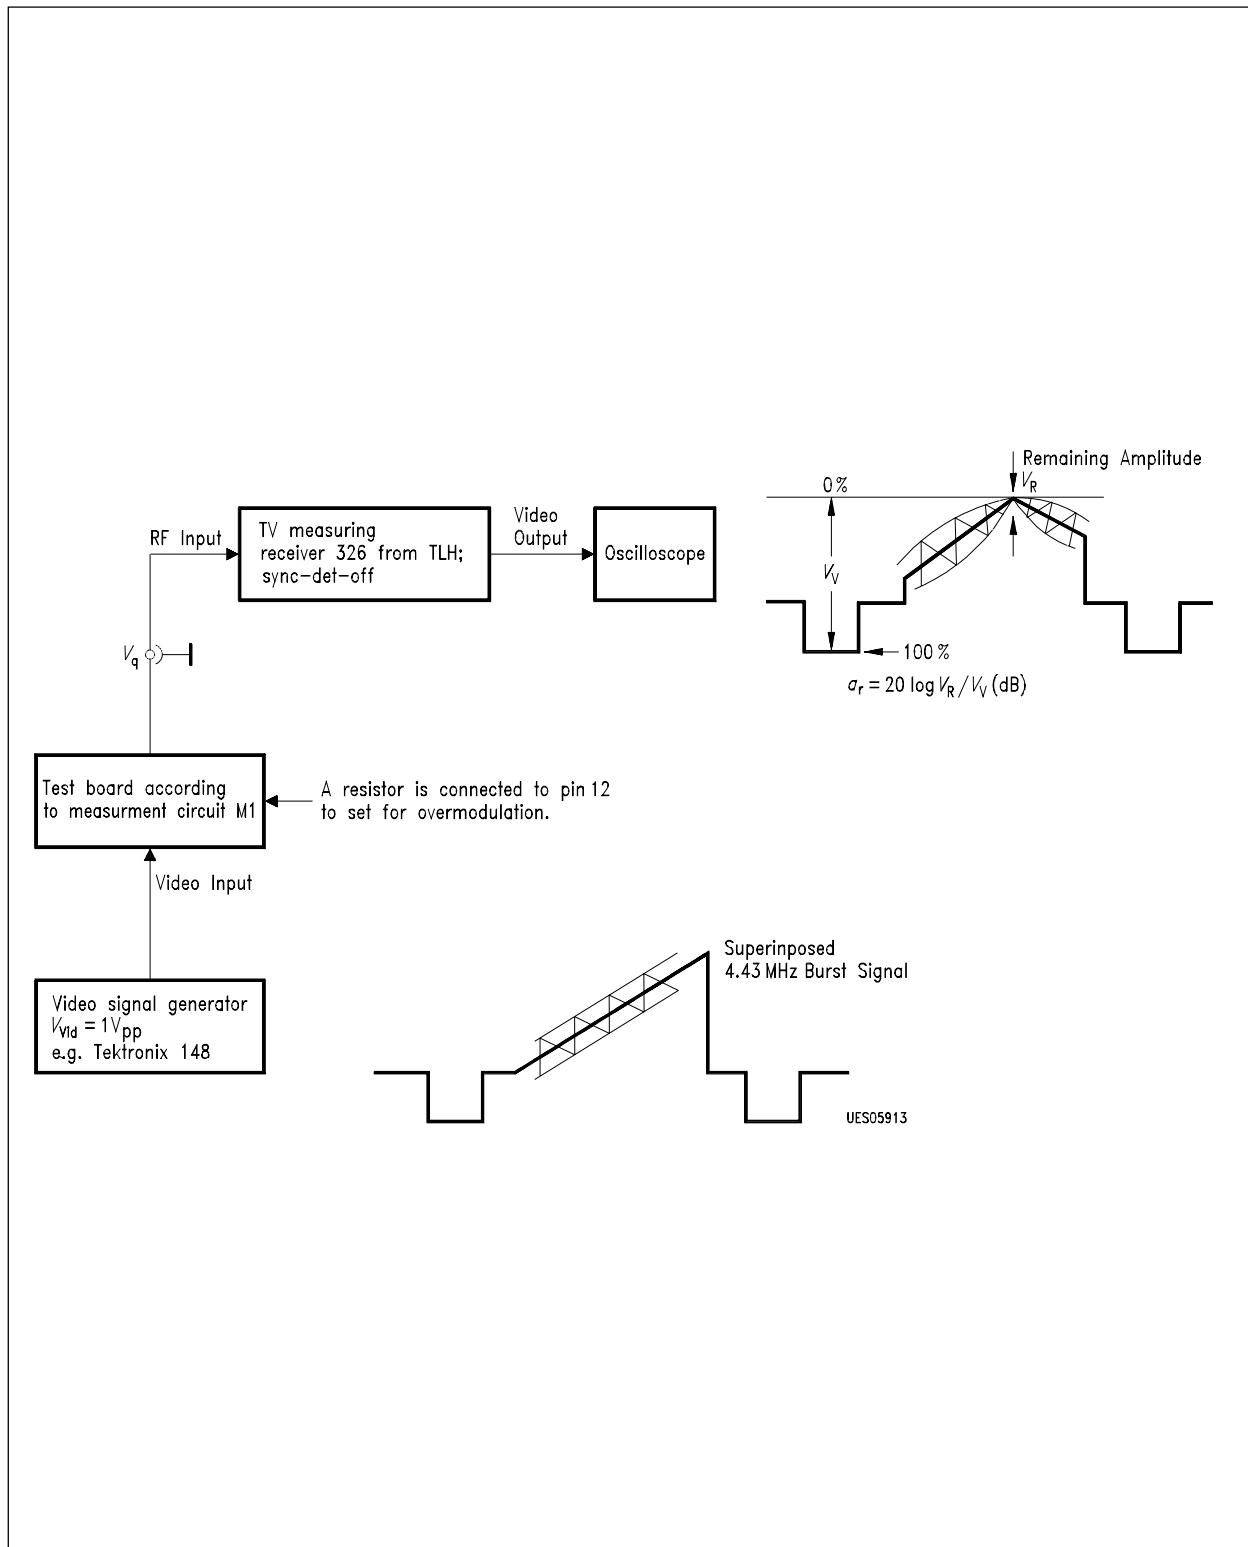 Remaining Amplitude
V_R
0%
RF Input
TV measuring
receiver 326 from TLH;
sync-det-off
Video
Output
Oscilloscope
V_V
V_q
100%
a_r = 20 log V_R / V_V (dB)
Test board according
to measurment circuit M1
A resistor is connected to pin 12
to set for overmodulation.
Video Input
Superinposed
4.43 MHz Burst Signal
Video signal generator
V_Vid = 1V_pp
e.g. Tektronix 148
UES05913